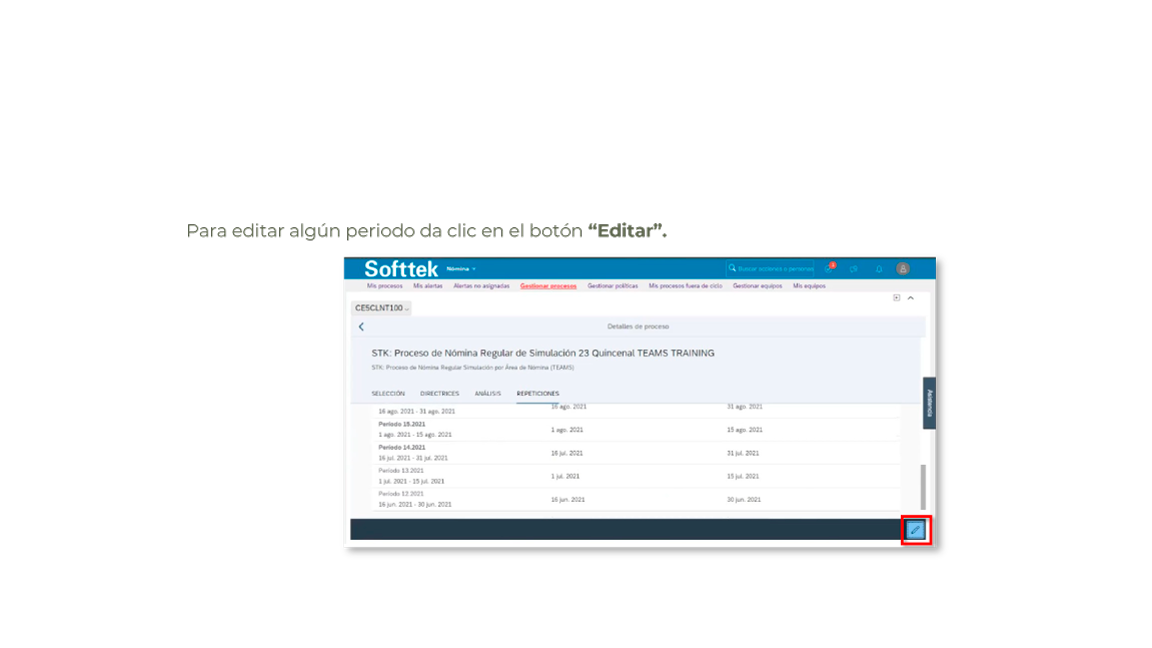 Para editar algún periodo da clic en el botón “Editar”.
Softtek Nómina
Buscar acciones o personas
Mis procesos Mis alertas Alertas no asignadas Gestionar procesos Gestionar políticas Mis procesos fuera de ciclo Gestionar equipos Mis equipos
CE5CLNT100
Detalles de proceso
STK: Proceso de Nómina Regular de Simulación 23 Quincenal TEAMS TRAINING
STK: Proceso de Nómina Regular Simulación por Área de Nómina (TEAMS)
SELECCIÓN DIRECTRICES ANÁLISIS REPETICIONES
16 ago. 2021 - 31 ago. 2021 16 ago. 2021 31 ago. 2021
Periodo 15.2021
1 ago. 2021 - 15 ago. 2021 1 ago. 2021 15 ago. 2021
Periodo 14.2021
16 jul. 2021 - 31 jul. 2021 16 jul. 2021 31 jul. 2021
Periodo 13.2021
1 jul. 2021 - 15 jul. 2021 1 jul. 2021 15 jul. 2021
Periodo 12.2021
16 jun. 2021 - 30 jun. 2021 16 jun. 2021 30 jun. 2021
Asistencia